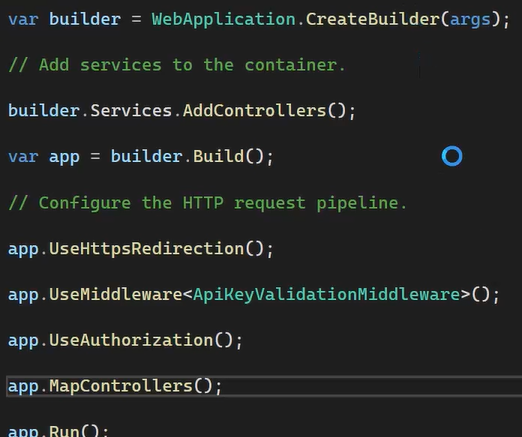 var builder = WebApplication.CreateBuilder(args);
// Add services to the container.
builder.Services.AddControllers();
var app = builder.Build();
// Configure the HTTP request pipeline.
app.UseHttpsRedirection();
app.UseMiddleware<ApiKeyValidationMiddleware>();
app.UseAuthorization();
app.MapControllers();
app.Run();